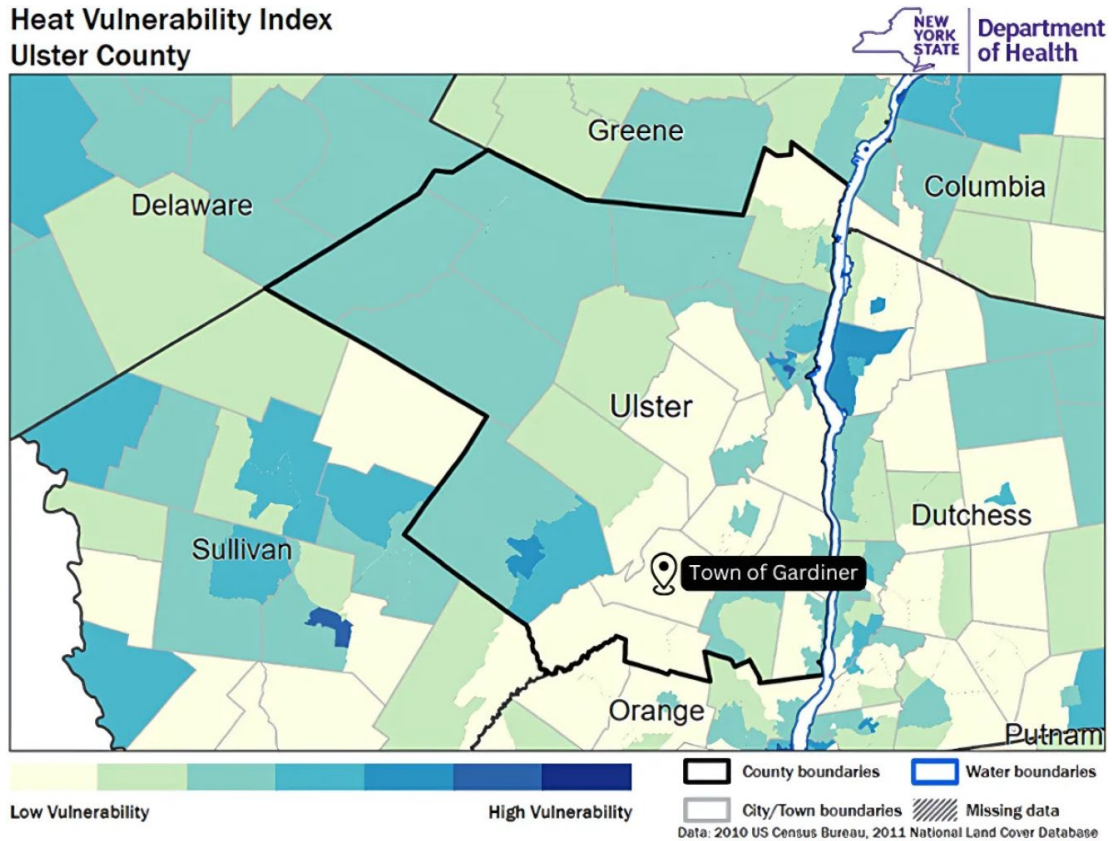 Heat Vulnerability Index
Ulster County
NEW
YORK
STATE
Department
of Health
Greene
Delaware
Columbia
Ulster
Sullivan
Dutchess
Town of Gardiner
Orange
Putnam
Low Vulnerability
High Vulnerability
County boundaries
Water boundaries
City/Town boundaries
Missing data
Data: 2010 US Census Bureau, 2011 National Land Cover Database